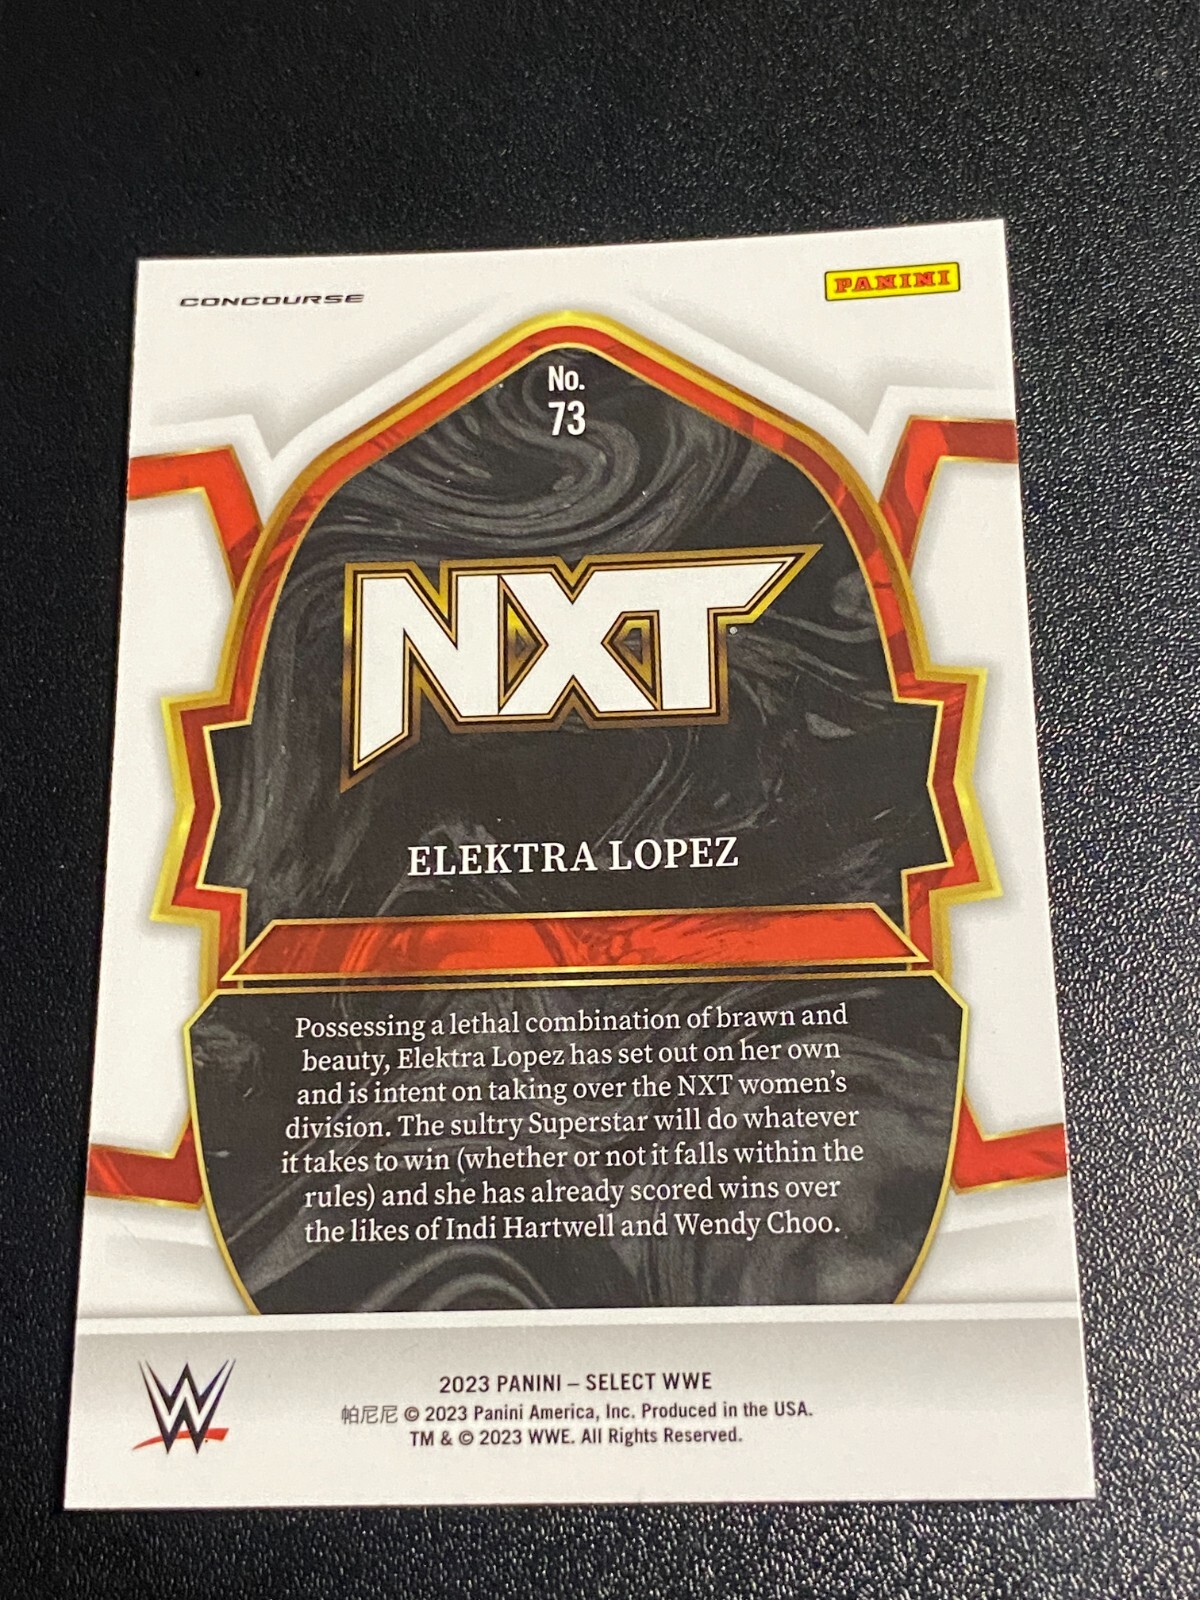 CONCOURSE
PANINI
No.
73
NXT
ELEKTRA LOPEZ
Possessing a lethal combination of brawn and
beauty, Elektra Lopez has set out on her own
and is intent on taking over the NXT women's
division. The sultry Superstar will do whatever
it takes to win (whether or not it falls within the
rules) and she has already scored wins over
the likes of Indi Hartwell and Wendy Choo.
W
2023 PANINI – SELECT WWE
帕尼尼 © 2023 Panini America, Inc. Produced in the USA.
TM & © 2023 WWE. All Rights Reserved.